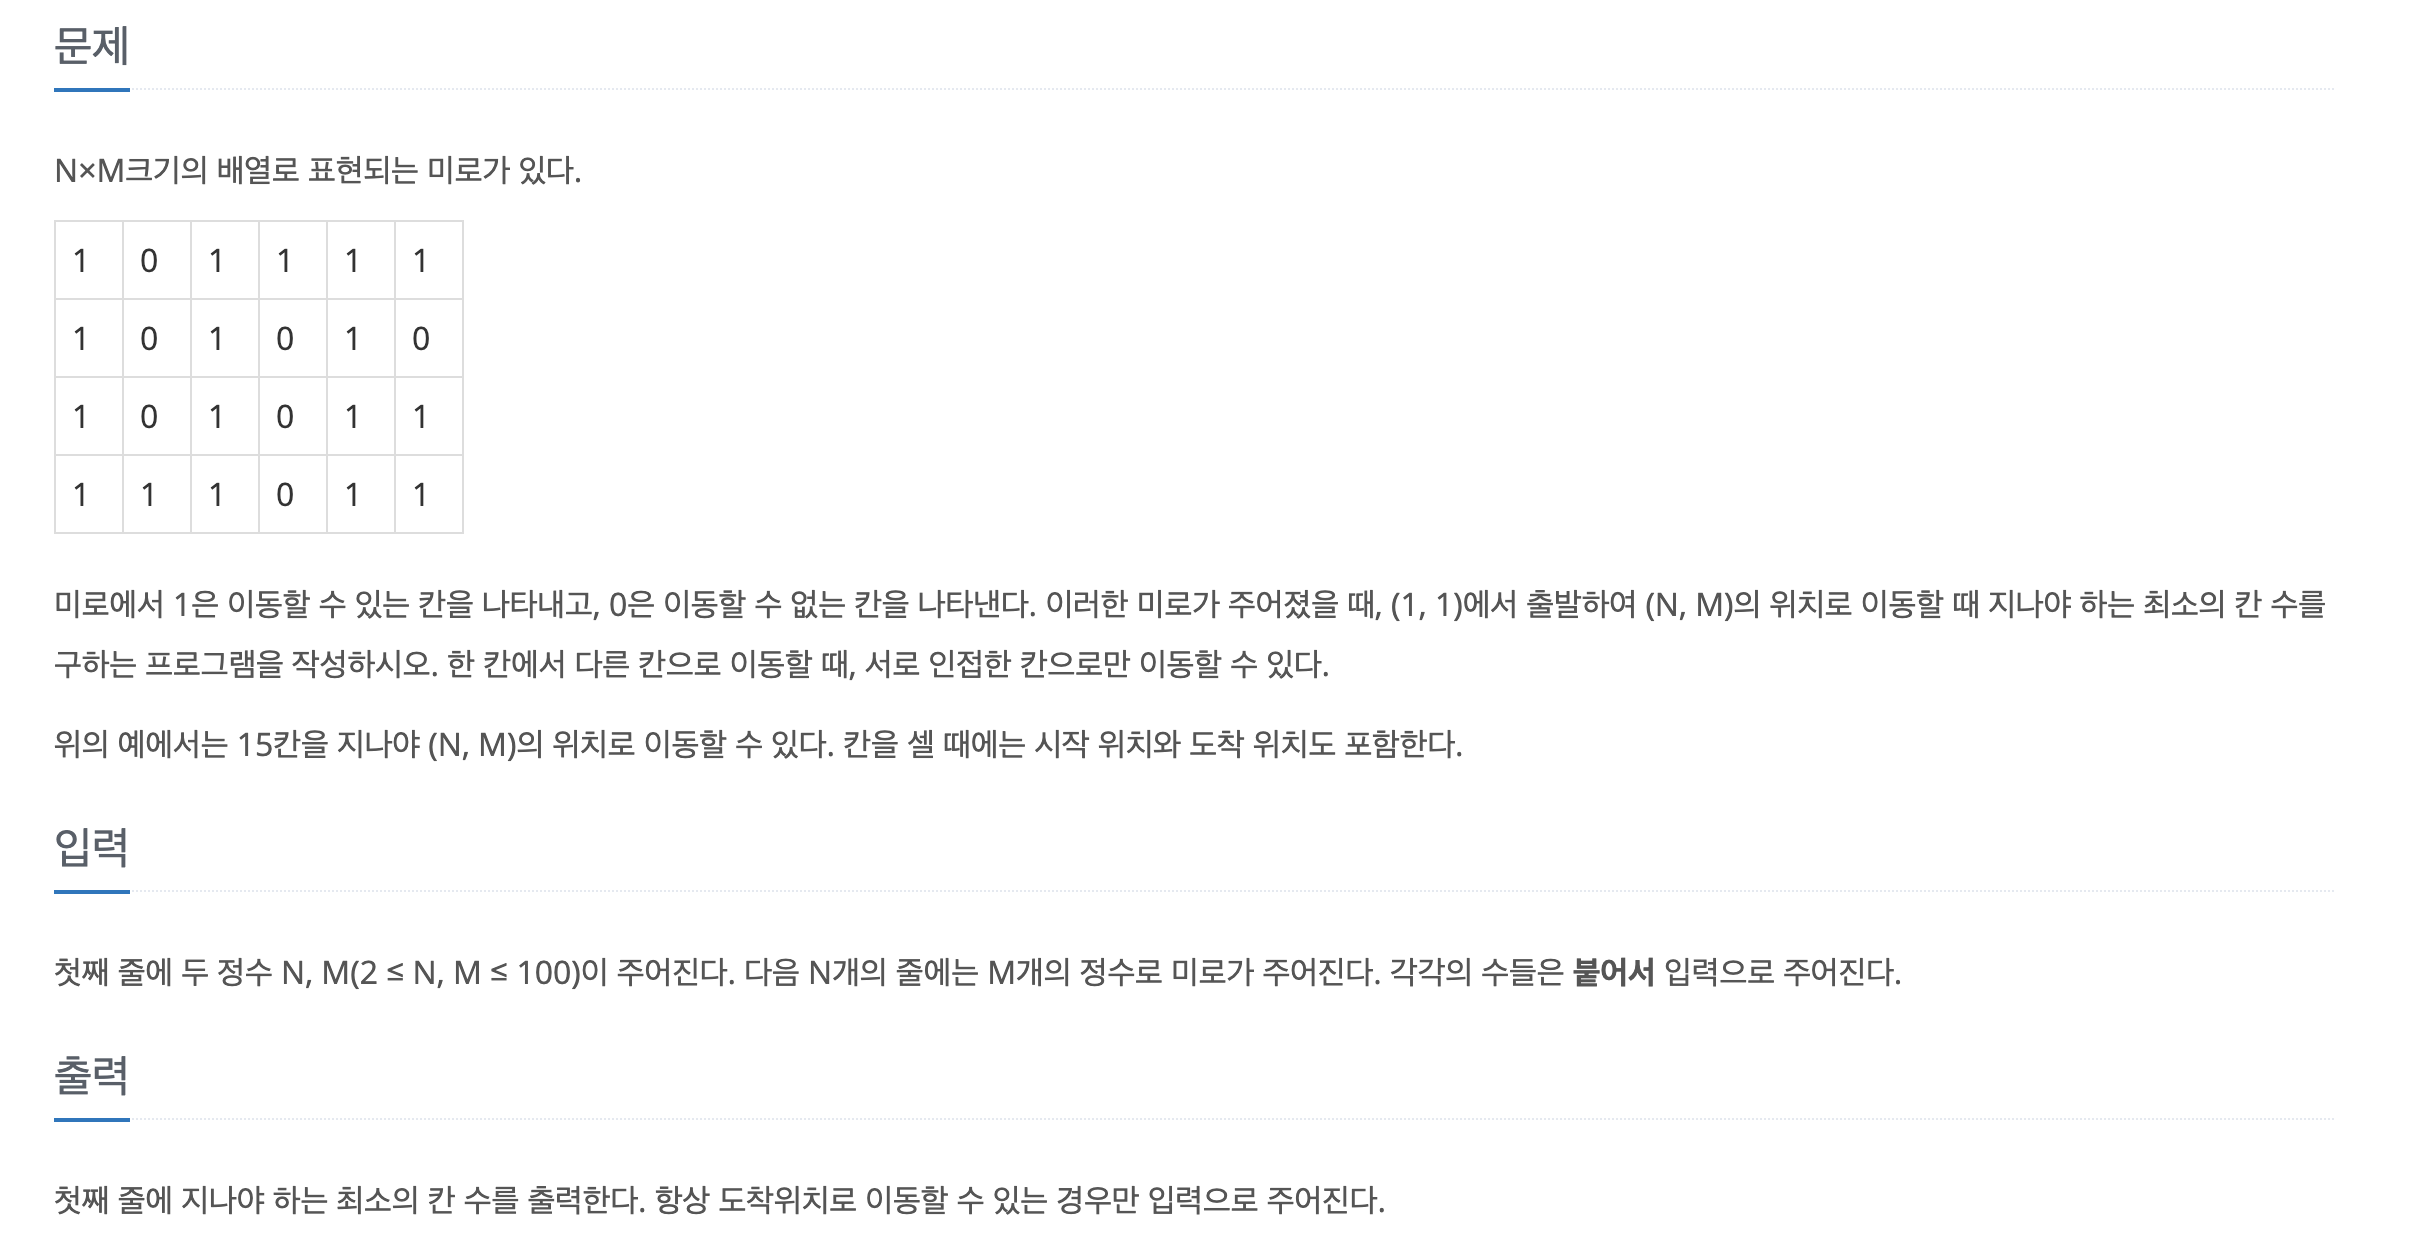 문제
N×M크기의 배열로 표현되는 미로가 있다.
1 0 1 1 1 1
1 0 1 0 1 0
1 0 1 0 1 1
1 1 1 0 1 1
미로에서 1은 이동할 수 있는 칸을 나타내고, 0은 이동할 수 없는 칸을 나타낸다. 이러한 미로가 주어졌을 때, (1, 1)에서 출발하여 (N, M)의 위치로 이동할 때 지나야 하는 최소의 칸 수를
구하는 프로그램을 작성하시오. 한 칸에서 다른 칸으로 이동할 때, 서로 인접한 칸으로만 이동할 수 있다.
위의 예에서는 15칸을 지나야 (N, M)의 위치로 이동할 수 있다. 칸을 셀 때에는 시작 위치와 도착 위치도 포함한다.
입력
첫째 줄에 두 정수 N, M(2 ≤ N, M ≤ 100)이 주어진다. 다음 N개의 줄에는 M개의 정수로 미로가 주어진다. 각각의 수들은 붙어서 입력으로 주어진다.
출력
첫째 줄에 지나야 하는 최소의 칸 수를 출력한다. 항상 도착위치로 이동할 수 있는 경우만 입력으로 주어진다.